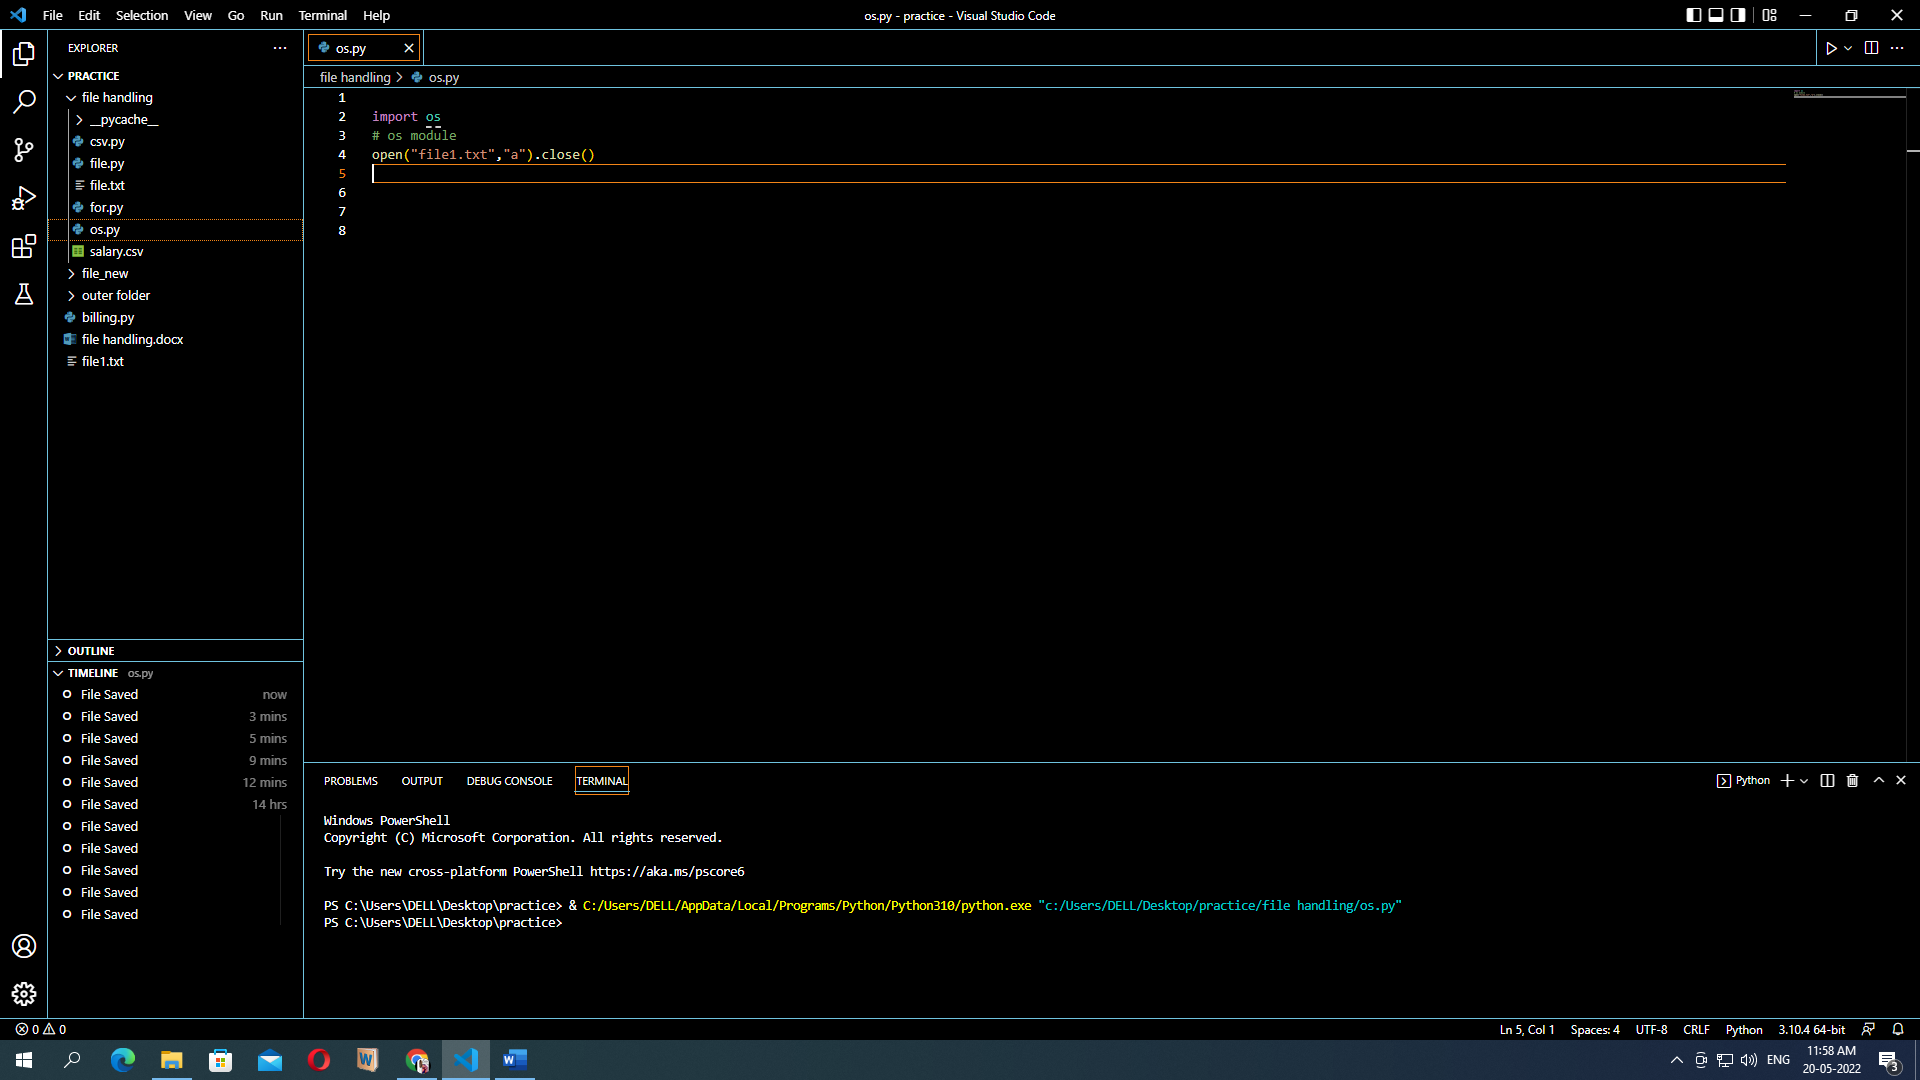 File Edit Selection View Go Run Terminal Help
os.py - practice - Visual Studio Code
EXPLORER
PRACTICE
file handling
__pycache__
csv.py
file.py
file.txt
for.py
os.py
salary.csv
file_new
outer folder
billing.py
file handling.docx
file1.txt
OUTLINE
TIMELINE os.py
File Saved now
File Saved 3 mins
File Saved 5 mins
File Saved 9 mins
File Saved 12 mins
File Saved 14 hrs
File Saved
File Saved
File Saved
File Saved
File Saved
os.py
file handling > os.py
1
2 import os
3 # os module
4 open("file1.txt","a").close()
5
6
7
8
PROBLEMS OUTPUT DEBUG CONSOLE TERMINAL
Python
Windows PowerShell
Copyright (C) Microsoft Corporation. All rights reserved.
Try the new cross-platform PowerShell https://aka.ms/pscore6
PS C:\Users\DELL\Desktop\practice> & C:/Users/DELL/AppData/Local/Programs/Python/Python310/python.exe "c:/Users/DELL/Desktop/practice/file handling/os.py"
PS C:\Users\DELL\Desktop\practice>
0 0
Ln 5, Col 1 Spaces: 4 UTF-8 CRLF Python 3.10.4 64-bit
W
ENG
11:58 AM
20-05-2022
3